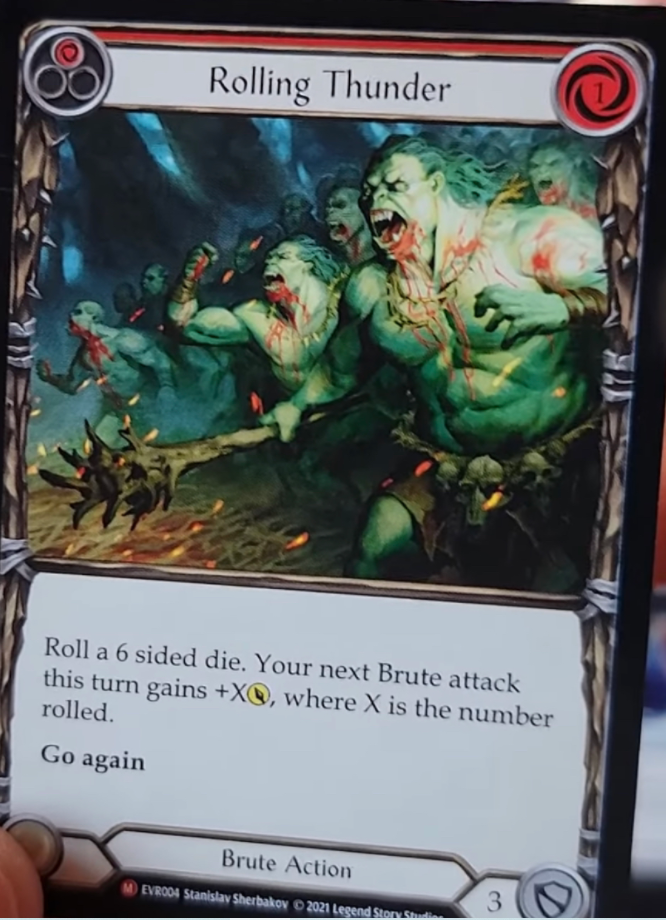 Rolling Thunder
1
Roll a 6 sided die. Your next Brute attack
this turn gains +X, where X is the number
rolled.
Go again
Brute Action
3
M EVR004 Stanislav Sherbakov © 2021 Legend Story Studios